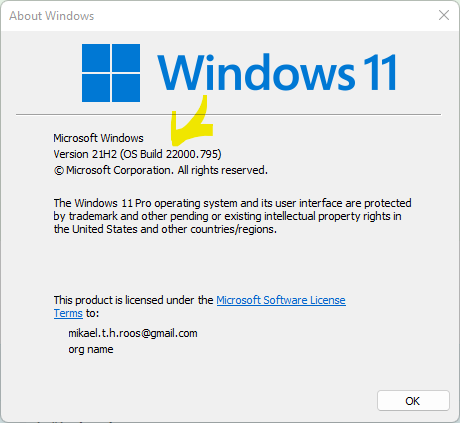 About Windows
Windows 11
Microsoft Windows
Version 21H2 (OS Build 22000.795)
© Microsoft Corporation. All rights reserved.
The Windows 11 Pro operating system and its user interface are protected
by trademark and other pending or existing intellectual property rights in
the United States and other countries/regions.
This product is licensed under the Microsoft Software License
Terms to:
mikael.t.h.roos@gmail.com
org name
OK